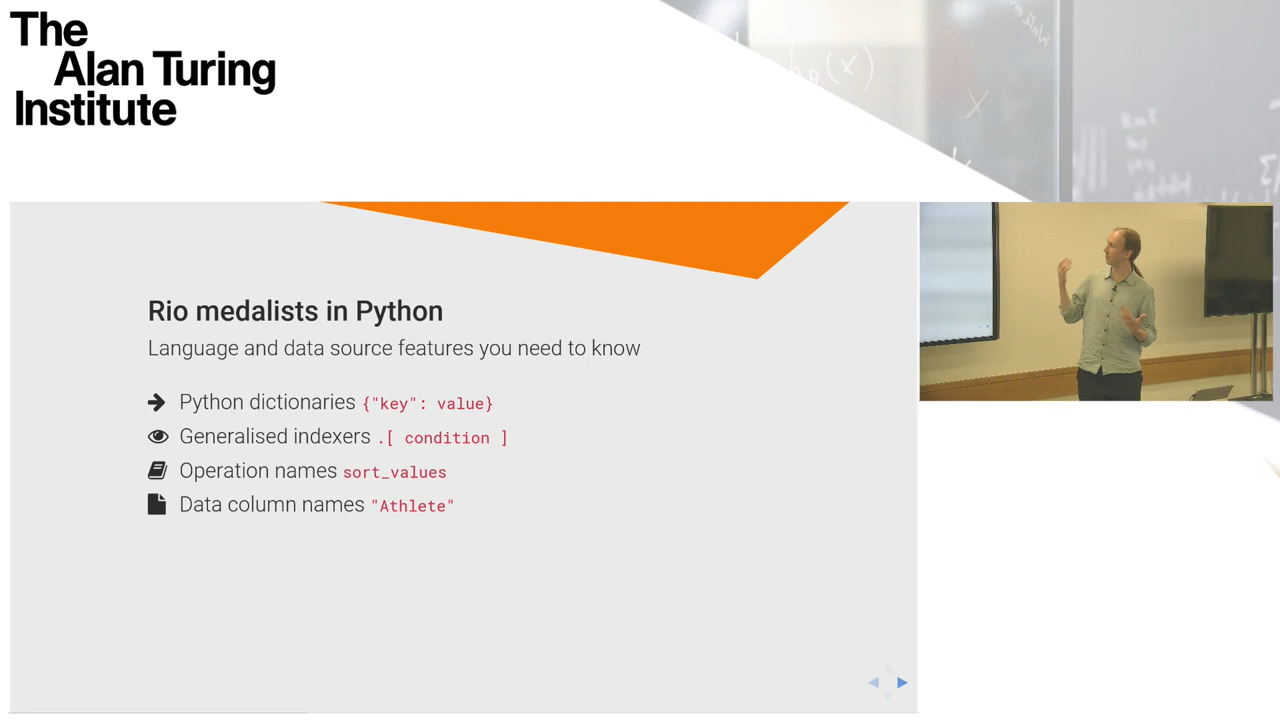 The
Alan Turing
Institute
Rio medalists in Python
Language and data source features you need to know
Python dictionaries {"key": value}
Generalised indexers .[ condition ]
Operation names sort_values
Data column names "Athlete"